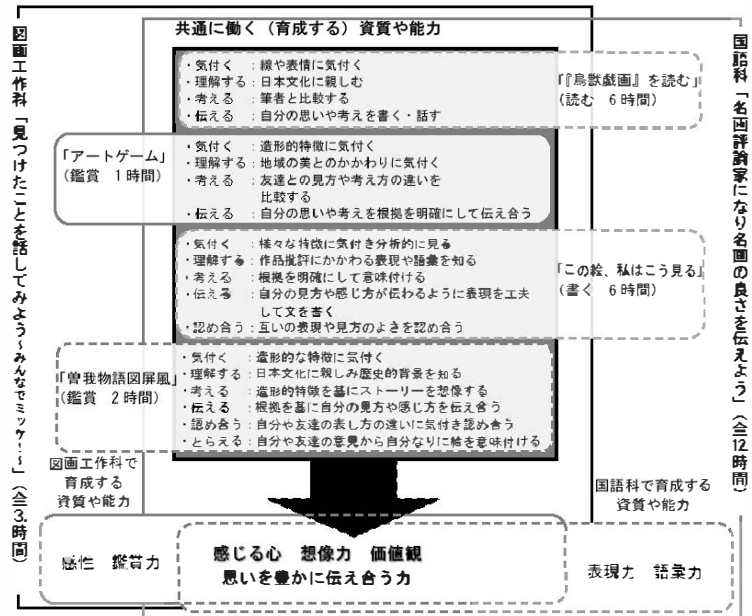 共通に働く（育成する）資質や能力
図画工作科「見つけたことを話してみよう～みんなでミッケ！～」（全3時間）
国語科「名画評論家になり名画の良さを伝えよう」（全12時間）
・気付く　：線や表情に気付く
・理解する：日本文化に親しむ
・考える　：筆者と比較する
・伝える　：自分の思いや考えを書く・話す
「『鳥獣戯画』を読む」
（読む　6時間）
「アートゲーム」
（鑑賞　1時間）
・気付く　：造形的特徴に気付く
・理解する：地域の美とのかかわりに気付く
・考える　：友達との見方や考え方の違いを
比較する
・伝える　：自分の思いや考えを根拠を明確にして伝え合う
・気付く　：様々な特徴に気付き分析的に見る
・理解する：作品批評にかかわる表現や語彙を知る
・考える　：根拠を明確にして意味付ける
・伝える　：自分の見方や感じ方が伝わるように表現を工夫
して文を書く
・認め合う：互いの表現や見方のよさを認め合う
「この絵、私はこう見る」
（書く　6時間）
「曽我物語図屏風」
（鑑賞　2時間）
・気付く　：造形的な特徴に気付く
・理解する：日本文化に親しみ歴史的背景を知る
・考える　：造形的特徴を基にストーリーを想像する
・伝える　：根拠を基に自分の見方や感じ方を伝え合う
・認め合う：自分や友達の表し方の違いに気付き認め合う
・とらえる：自分や友達の意見から自分なりに絵を意味付ける
図画工作科で
育成する
資質や能力
国語科で育成する
資質や能力
感性　鑑賞力
感じる心　想像力　価値観
思いを豊かに伝え合う力
表現力　語彙力